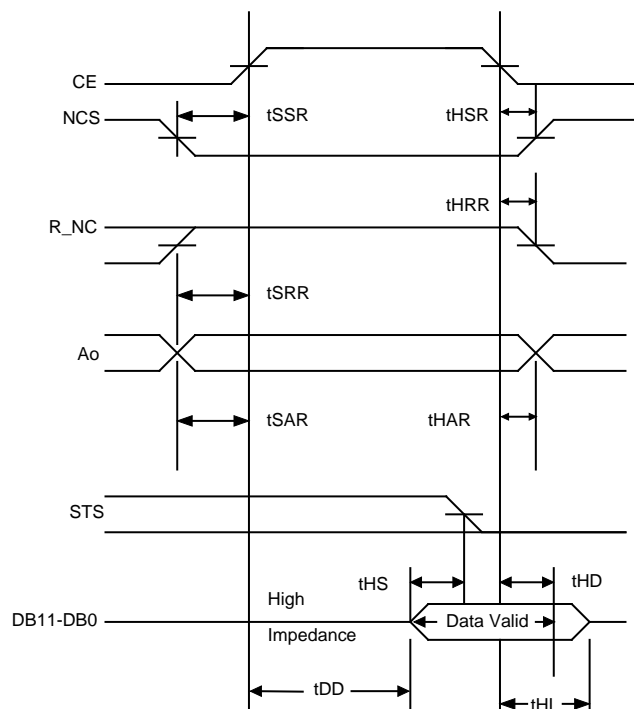 CE
NCS
tSSR
tHSR
tHRR
R_NC
tSRR
Ao
tSAR
tHAR
STS
tHS
tHD
High
DB11-DB0
Data Valid
Impedance
tDD
tHL